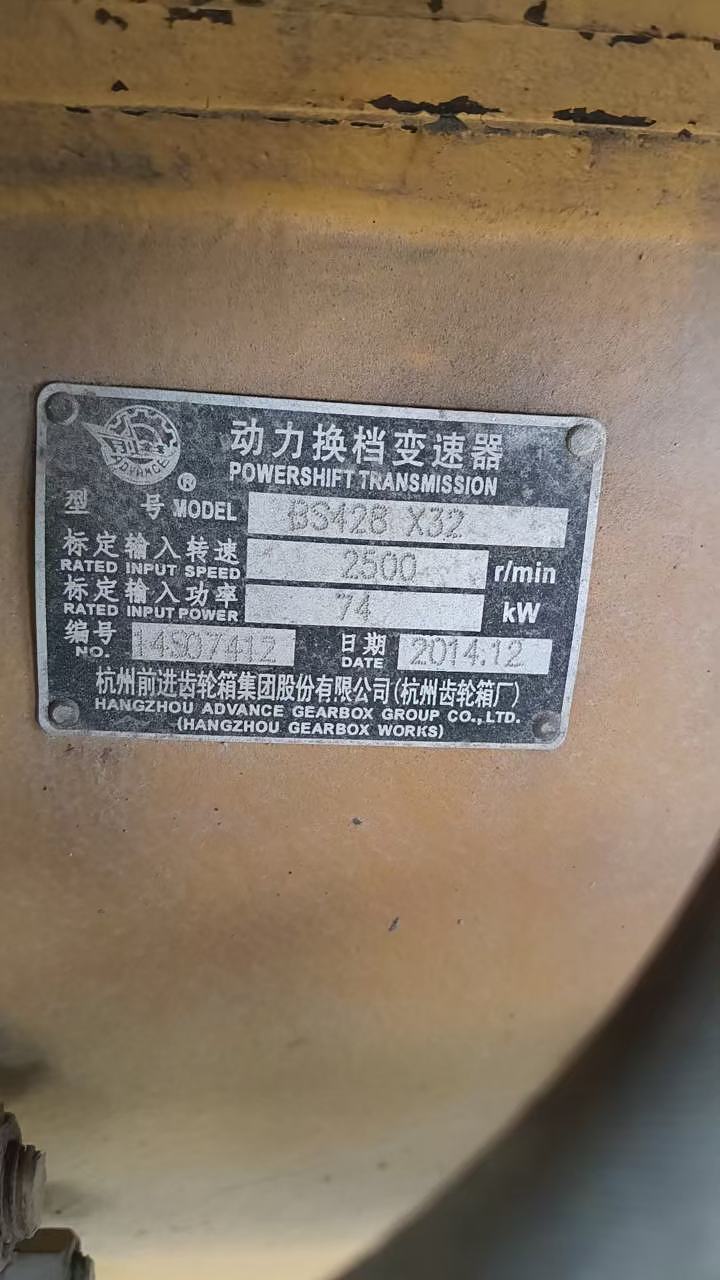 ADVANCE
®
动力换档变速器
POWERSHIFT TRANSMISSION
型 号 MODEL BS428 X32
标定输入转速 2500 r/min
RATED INPUT SPEED
标定输入功率 74 kW
RATED INPUT POWER
编号 14S07412 日期 2014.12
NO. DATE
杭州前进齿轮箱集团股份有限公司(杭州齿轮箱厂)
HANGZHOU ADVANCE GEARBOX GROUP CO.,LTD.
(HANGZHOU GEARBOX WORKS)